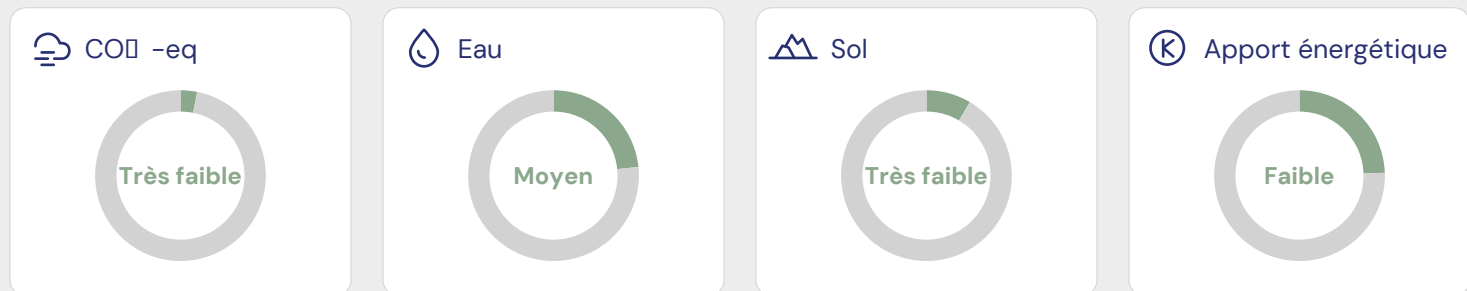 CO▯ -eq
Très faible
Eau
Moyen
Sol
Très faible
Apport énergétique
Faible